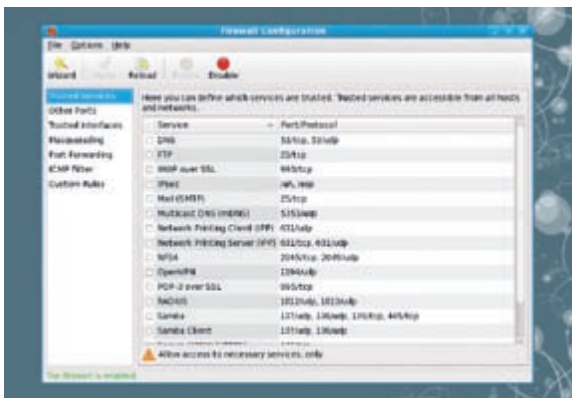 Firewall Configuration
File Options Help
Wizard Apply Reload Enable Disable
Trusted Services
Other Ports
Trusted Interfaces
Masquerading
Port Forwarding
ICMP Filter
Custom Rules
Here you can define which services are trusted. Trusted services are accessible from all hosts
and networks.
Service Port/Protocol
DNS 53/tcp, 53/udp
FTP 21/tcp
IMAP over SSL 993/tcp
IPsec /ah, /esp
Mail (SMTP) 25/tcp
Multicast DNS (mDNS) 5353/udp
Network Printing Client (IPP) 631/udp
Network Printing Server (IPP) 631/tcp, 631/udp
NFS4 2049/tcp, 2049/udp
OpenVPN 1194/udp
POP-3 over SSL 995/tcp
RADIUS 1812/udp, 1813/udp
Samba 137/udp, 138/udp, 139/tcp, 445/tcp
Samba Client 137/udp, 138/udp
Allow access to necessary services, only.
The firewall is enabled